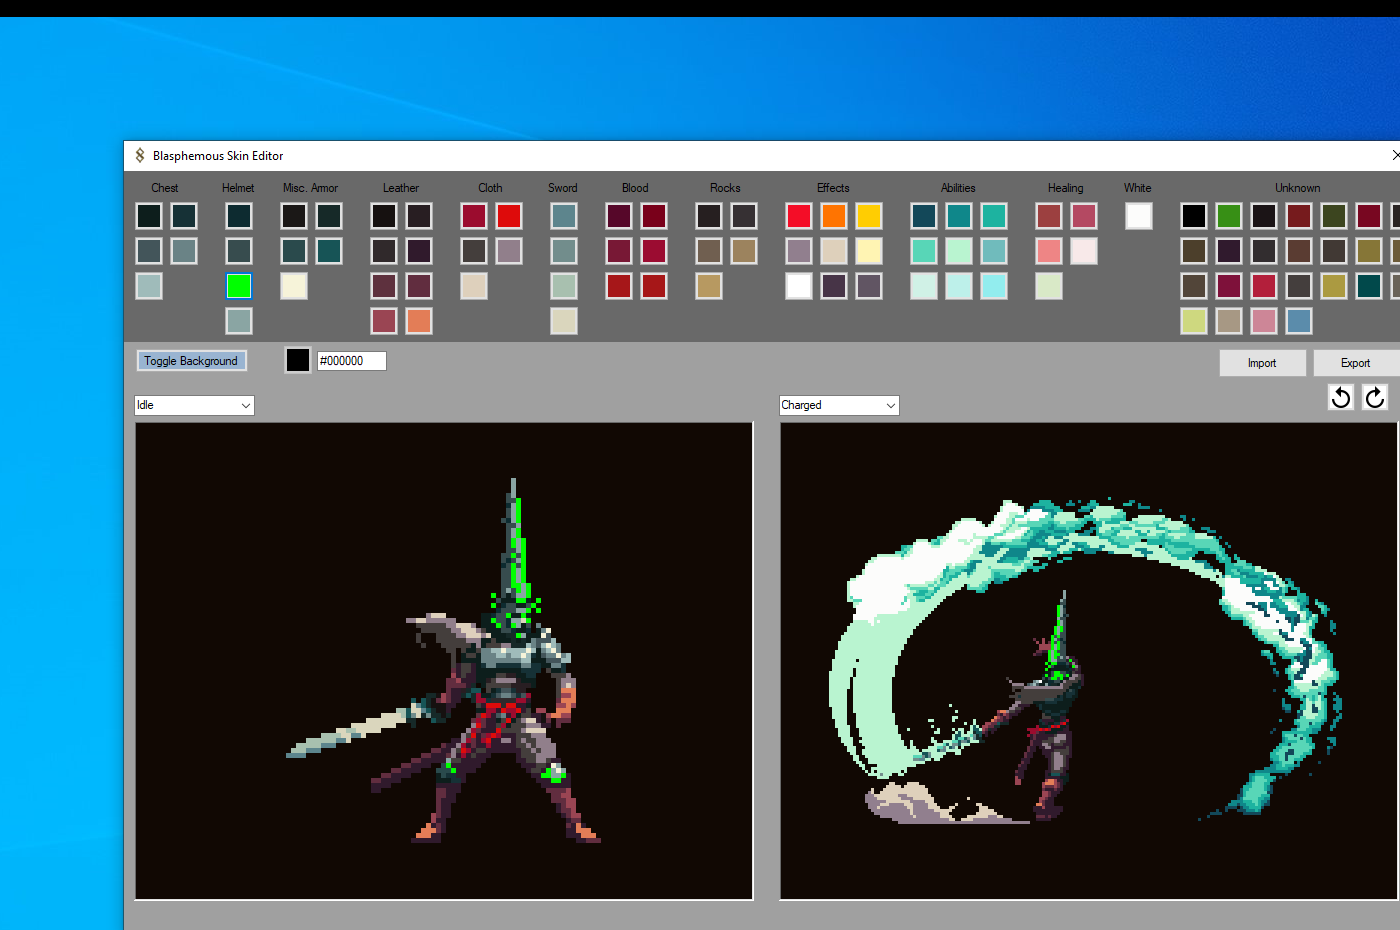 Blasphemous Skin Editor
Chest Helmet Misc. Armor Leather Cloth Sword Blood Rocks Effects Abilities Healing White Unknown
Toggle Background #000000 Import Export
Idle Charged